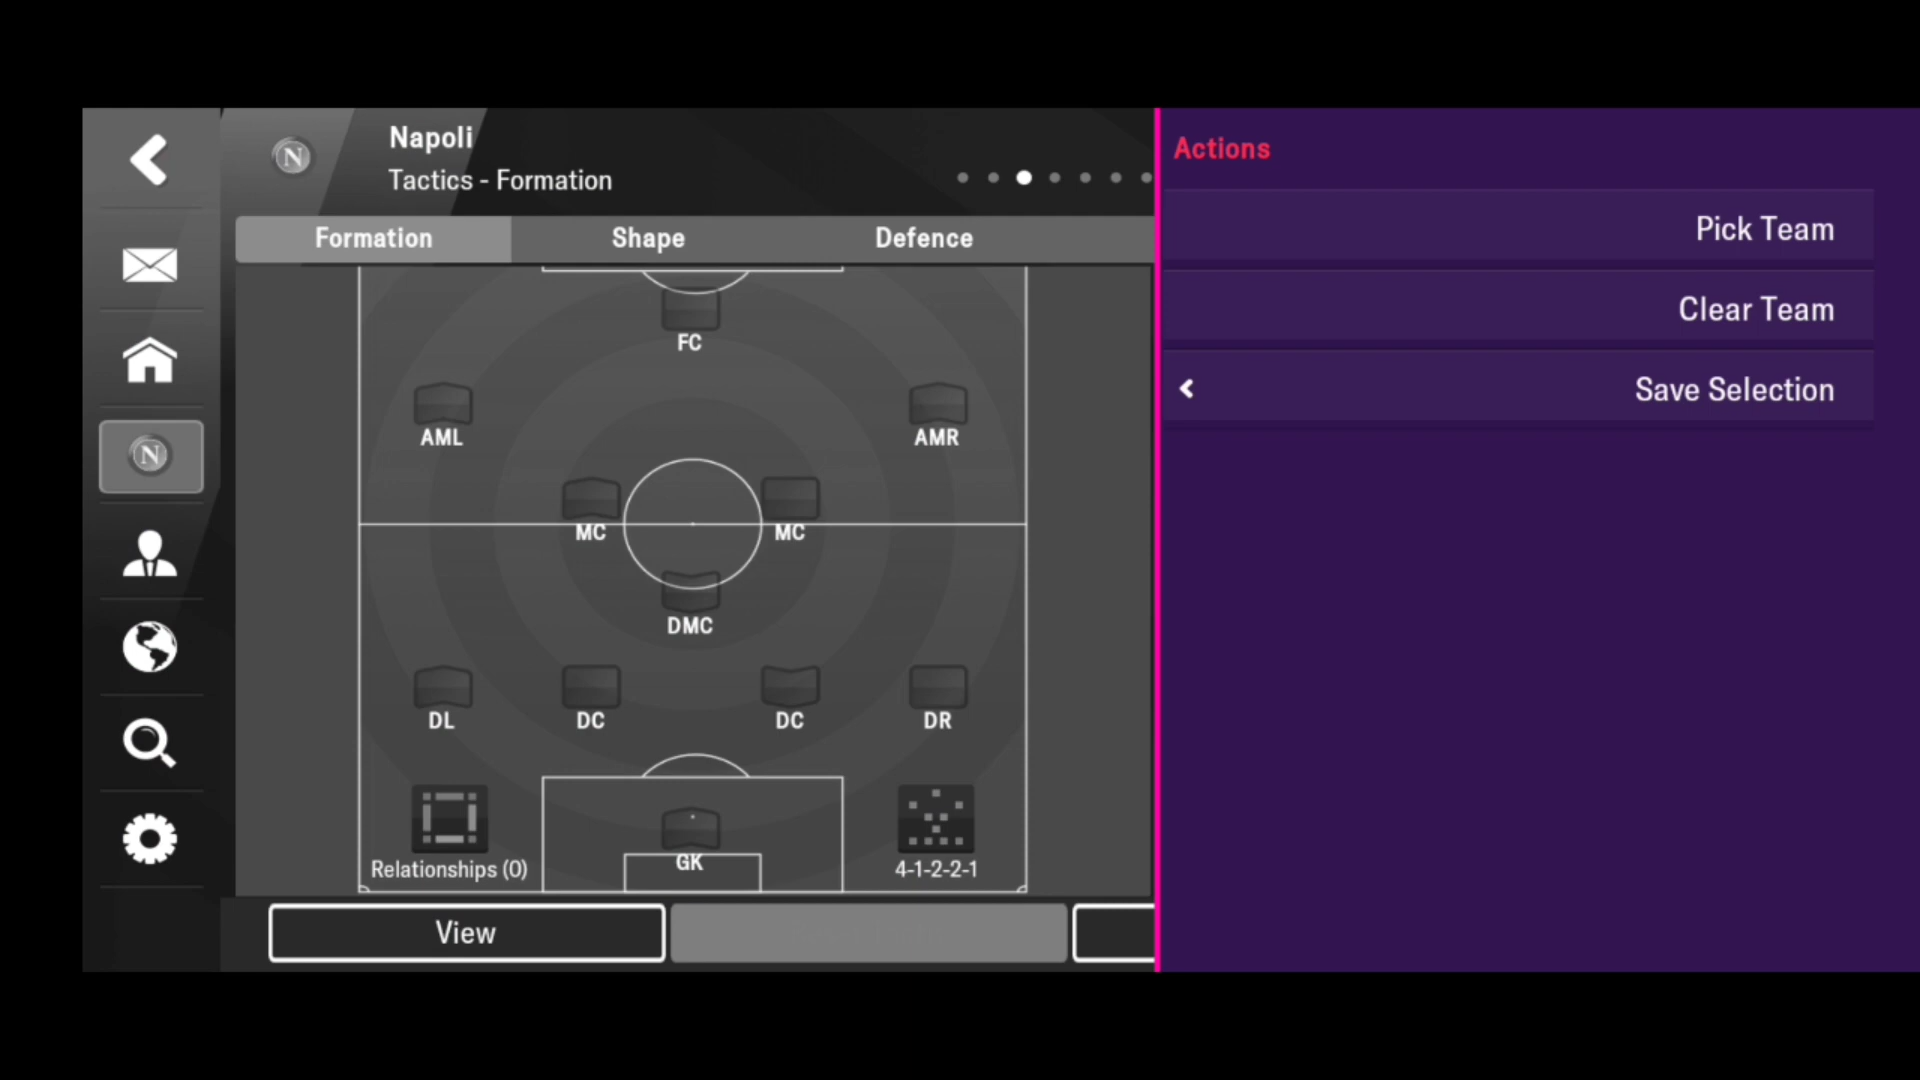 Napoli
Tactics - Formation
Formation
Shape
Defence
FC
AML
AMR
MC
MC
DMC
DL
DC
DC
DR
GK
Relationships (0)
4-1-2-2-1
View
Actions
Pick Team
Clear Team
Save Selection
N
N